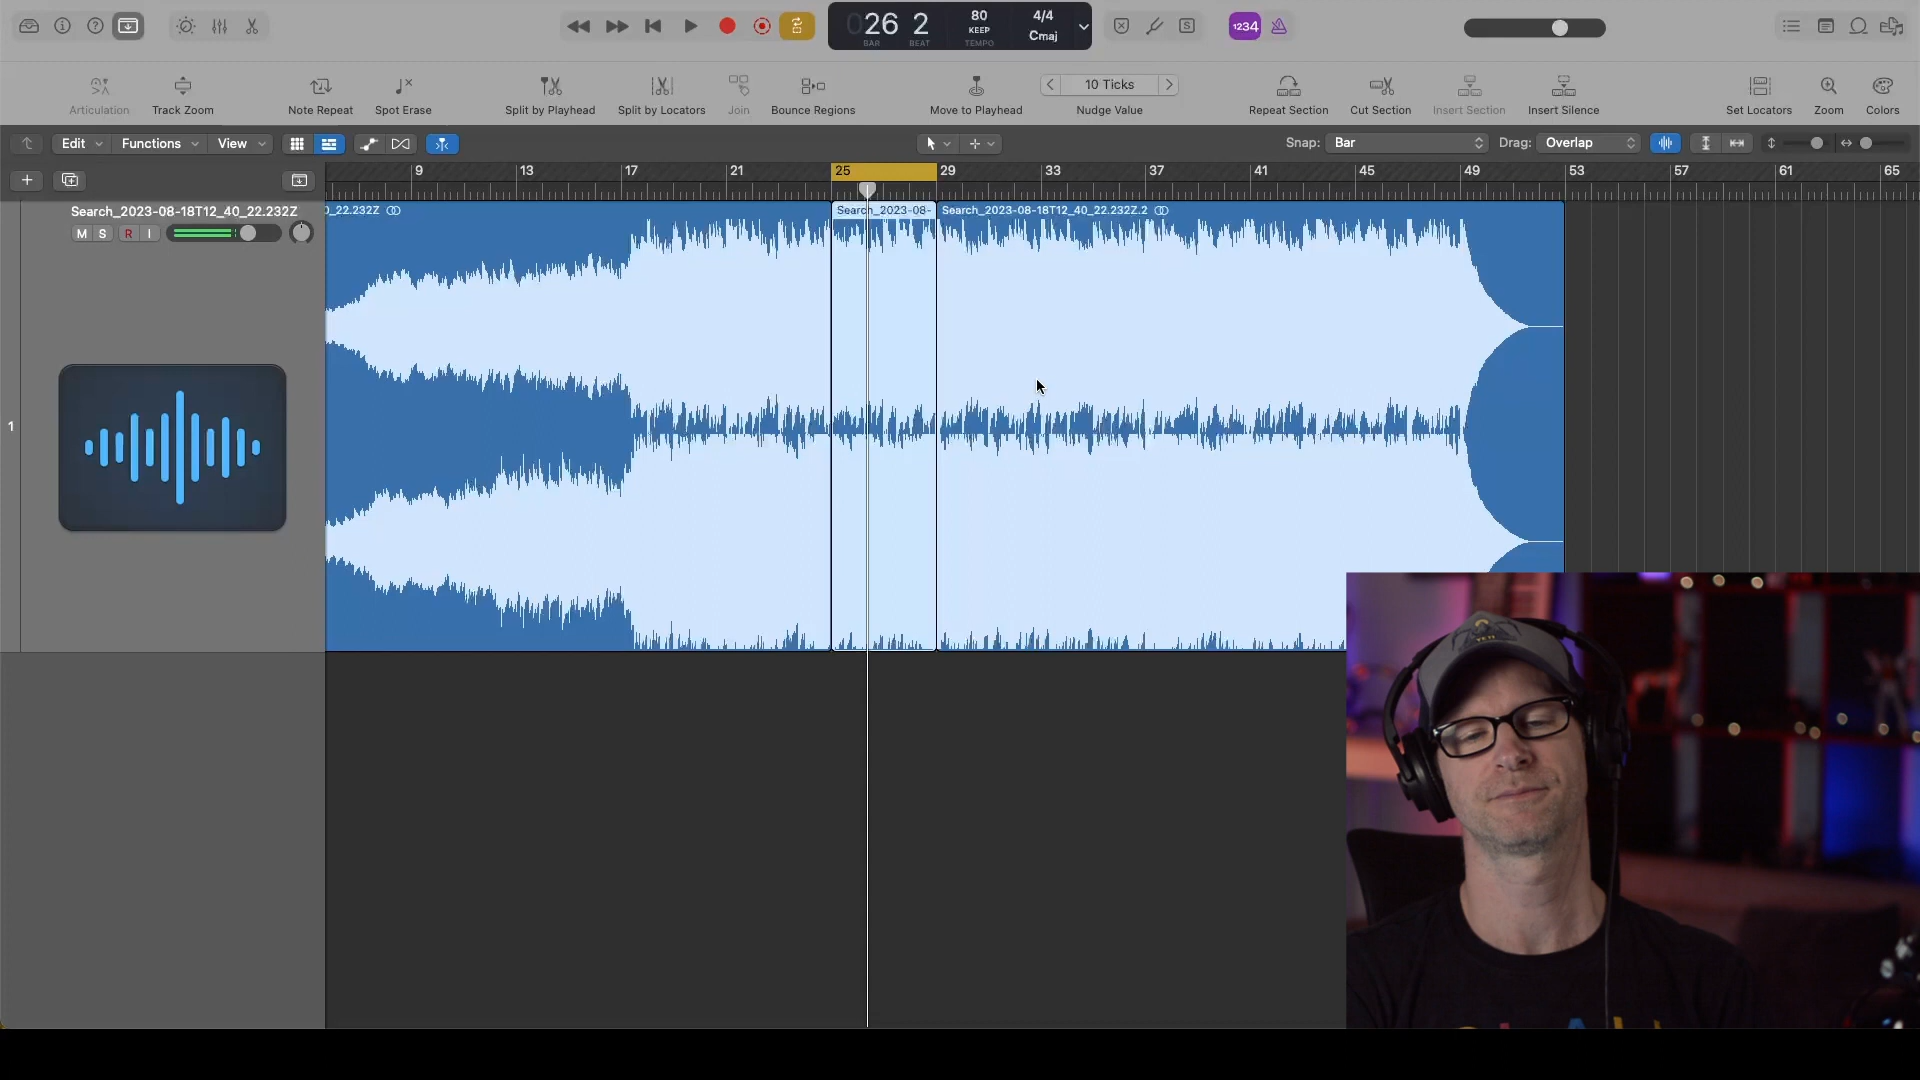 026 2
BAR BEAT
80
KEEP
TEMPO
4/4
Cmaj
S
1234
Articulation
Track Zoom
Note Repeat
Spot Erase
Split by Playhead
Split by Locators
Join
Bounce Regions
Move to Playhead
10 Ticks
Nudge Value
Repeat Section
Cut Section
Insert Section
Insert Silence
Set Locators
Zoom
Colors
Edit
Functions
View
Snap: Bar
Drag: Overlap
9 13 17 21 25 29 33 37 41 45 49 53 57 61 65
Search_2023-08-18T12_40_22.232Z
M S R I
1
_22.232Z
Search_2023-08-
Search_2023-08-18T12_40_22.232Z.2
YETI